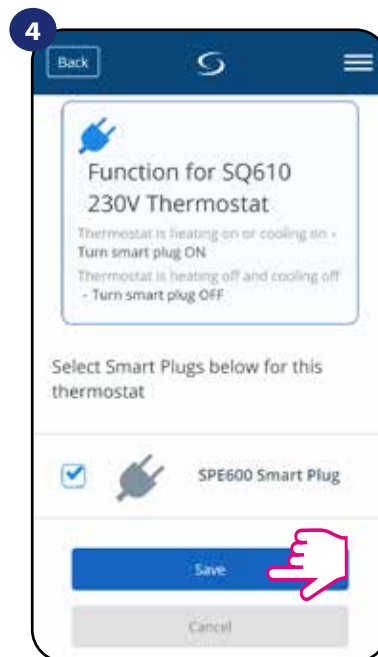 4
Back
Function for SQ610
230V Thermostat
Thermostat is heating on or cooling on -
Turn smart plug ON
Thermostat is heating off and cooling off
- Turn smart plug OFF
Select Smart Plugs below for this
thermostat
SPE600 Smart Plug
Save
Cancel